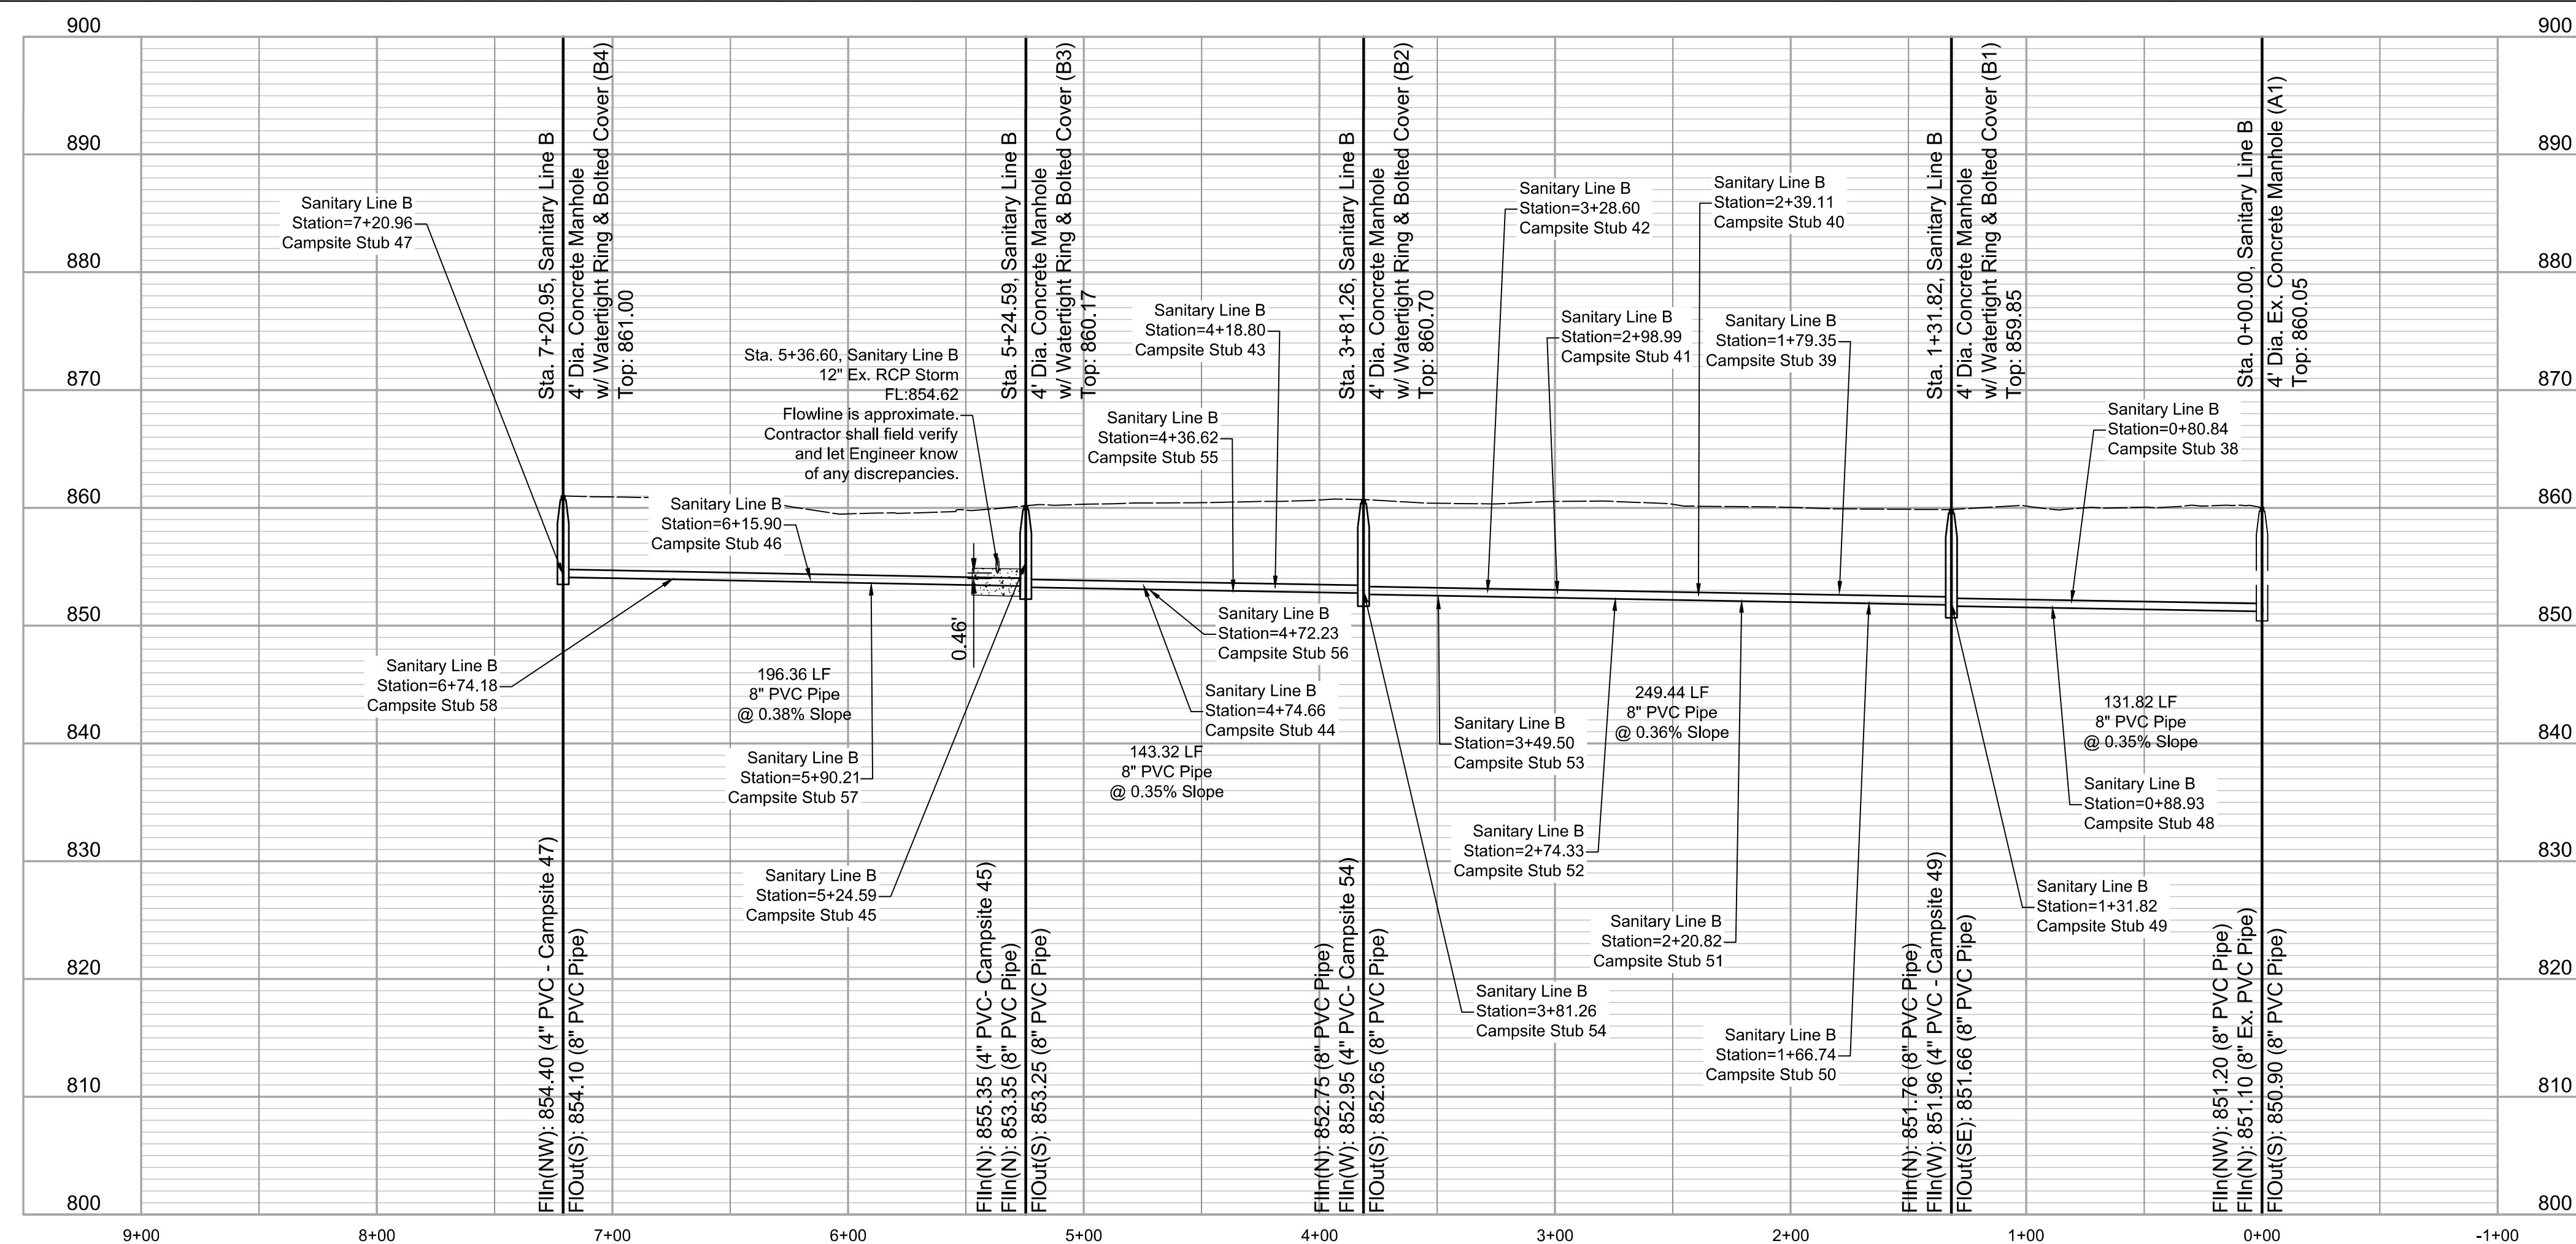 900
890
880
870
860
850
840
830
820
810
800
900
890
880
870
860
850
840
830
820
810
800
9+00
8+00
7+00
6+00
5+00
4+00
3+00
2+00
1+00
0+00
-1+00
Sta. 7+20.95, Sanitary Line B
4' Dia. Concrete Manhole
w/ Watertight Ring & Bolted Cover (B4)
Top: 861.00
Sta. 5+24.59, Sanitary Line B
4' Dia. Concrete Manhole
w/ Watertight Ring & Bolted Cover (B3)
Top: 860.17
Sta. 3+81.26, Sanitary Line B
4' Dia. Concrete Manhole
w/ Watertight Ring & Bolted Cover (B2)
Top: 860.70
Sta. 1+31.82, Sanitary Line B
4' Dia. Concrete Manhole
w/ Watertight Ring & Bolted Cover (B1)
Top: 859.85
Sta. 0+00.00, Sanitary Line B
4' Dia. Ex. Concrete Manhole (A1)
Top: 860.05
Sanitary Line B
Station=7+20.96
Campsite Stub 47
Sta. 5+36.60, Sanitary Line B
12" Ex. RCP Storm
FL:854.62
Flowline is approximate.
Contractor shall field verify
and let Engineer know
of any discrepancies.
Sanitary Line B
Station=6+15.90
Campsite Stub 46
Sanitary Line B
Station=4+18.80
Campsite Stub 43
Sanitary Line B
Station=4+36.62
Campsite Stub 55
Sanitary Line B
Station=3+28.60
Campsite Stub 42
Sanitary Line B
Station=2+39.11
Campsite Stub 40
Sanitary Line B
Station=2+98.99
Campsite Stub 41
Sanitary Line B
Station=1+79.35
Campsite Stub 39
Sanitary Line B
Station=0+80.84
Campsite Stub 38
0.46'
Sanitary Line B
Station=6+74.18
Campsite Stub 58
196.36 LF
8" PVC Pipe
@ 0.38% Slope
Sanitary Line B
Station=5+90.21
Campsite Stub 57
Sanitary Line B
Station=5+24.59
Campsite Stub 45
Sanitary Line B
Station=4+72.23
Campsite Stub 56
Sanitary Line B
Station=4+74.66
Campsite Stub 44
143.32 LF
8" PVC Pipe
@ 0.35% Slope
Sanitary Line B
Station=3+49.50
Campsite Stub 53
249.44 LF
8" PVC Pipe
@ 0.36% Slope
Sanitary Line B
Station=2+74.33
Campsite Stub 52
Sanitary Line B
Station=2+20.82
Campsite Stub 51
Sanitary Line B
Station=3+81.26
Campsite Stub 54
Sanitary Line B
Station=1+66.74
Campsite Stub 50
131.82 LF
8" PVC Pipe
@ 0.35% Slope
Sanitary Line B
Station=0+88.93
Campsite Stub 48
Sanitary Line B
Station=1+31.82
Campsite Stub 49
FlIn(NW): 854.40 (4" PVC - Campsite 47)
FlOut(S): 854.10 (8" PVC Pipe)
FlIn(N): 855.35 (4" PVC- Campsite 45)
FlIn(N): 853.35 (8" PVC Pipe)
FlOut(S): 853.25 (8" PVC Pipe)
FlIn(N): 852.75 (8" PVC Pipe)
FlIn(W): 852.95 (4" PVC- Campsite 54)
FlOut(S): 852.65 (8" PVC Pipe)
FlIn(N): 851.76 (8" PVC Pipe)
FlIn(W): 851.96 (4" PVC - Campsite 49)
FlOut(SE): 851.66 (8" PVC Pipe)
FlIn(NW): 851.20 (8" PVC Pipe)
FlIn(N): 851.10 (8" Ex. PVC Pipe)
FlOut(S): 850.90 (8" PVC Pipe)